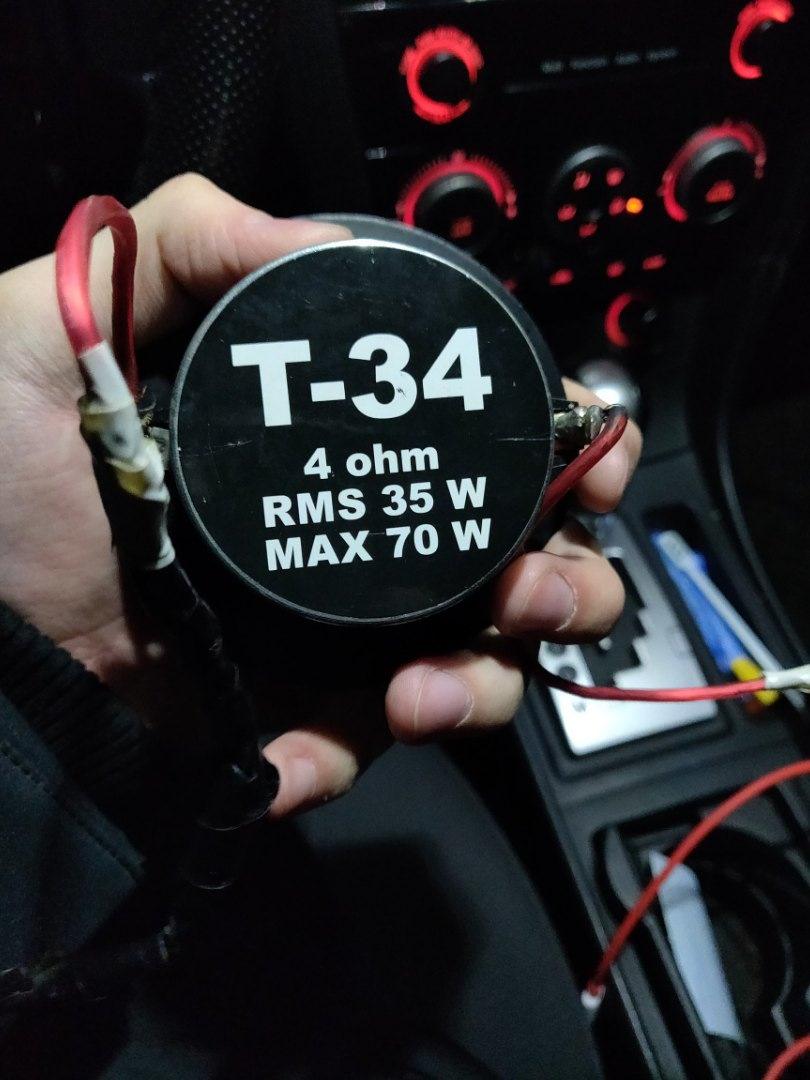 T-34
4 ohm
RMS 35 W
MAX 70 W